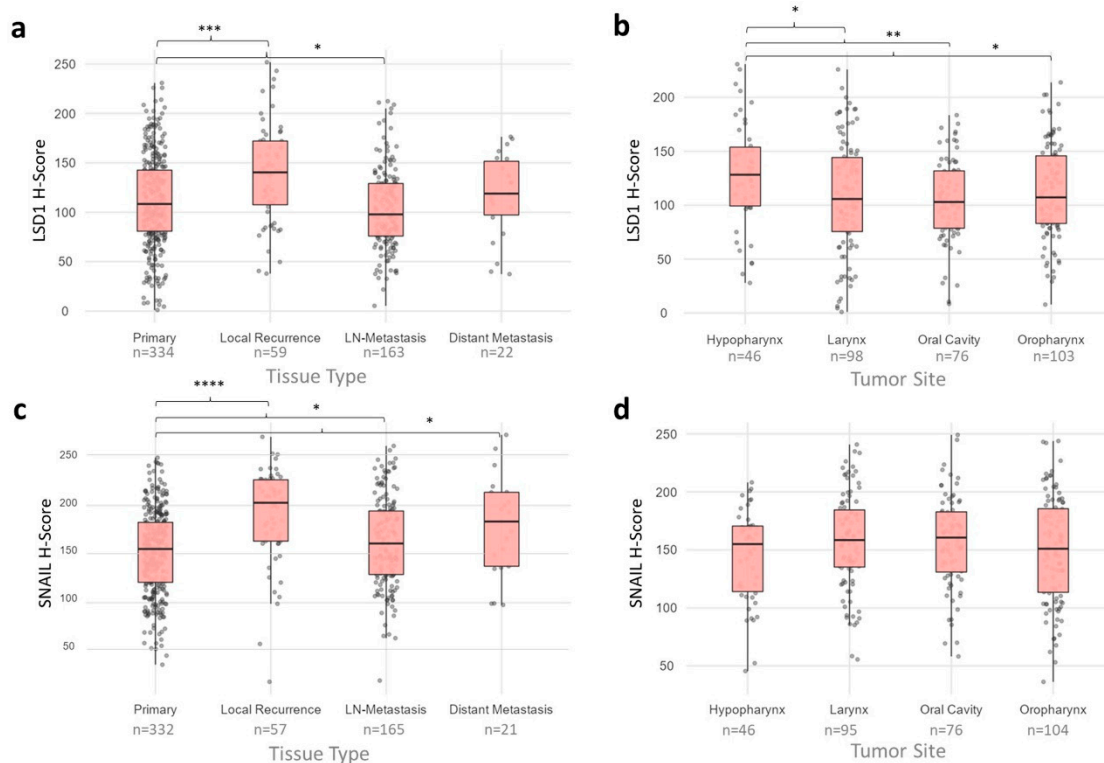 a
***
*
LSD1 H-Score
250
200
150
100
50
0
Primary
n=334
Local Recurrence
n=59
LN-Metastasis
n=163
Distant Metastasis
n=22
Tissue Type
b
*
**
*
LSD1 H-Score
200
150
100
50
0
Hypopharynx
n=46
Larynx
n=98
Oral Cavity
n=76
Oropharynx
n=103
Tumor Site
c
****
*
*
SNAIL H-Score
250
200
150
100
50
Primary
n=332
Local Recurrence
n=57
LN-Metastasis
n=165
Distant Metastasis
n=21
Tissue Type
d
SNAIL H-Score
250
200
150
100
50
Hypopharynx
n=46
Larynx
n=95
Oral Cavity
n=76
Oropharynx
n=104
Tumor Site